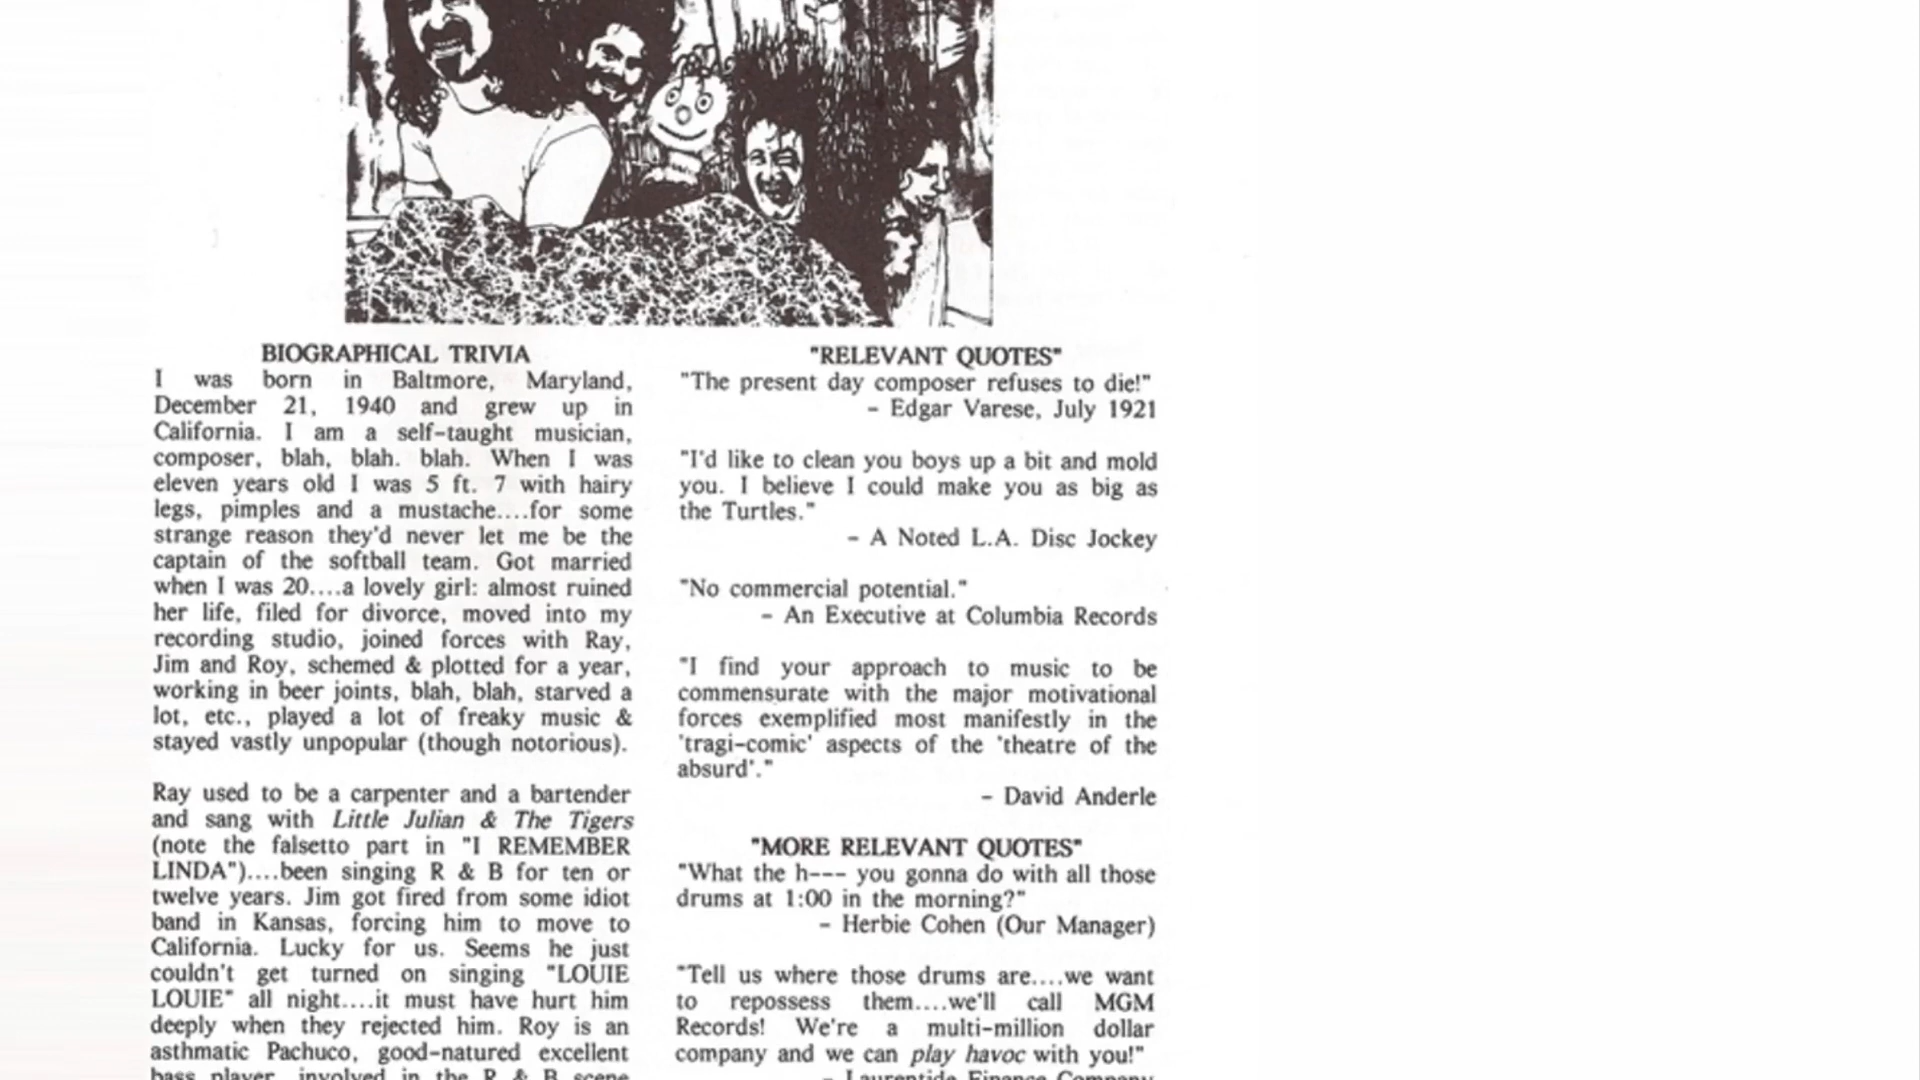 BIOGRAPHICAL TRIVIA
I was born in Baltimore, Maryland,
December 21, 1940 and grew up in
California. I am a self-taught musician,
composer, blah, blah. blah. When I was
eleven years old I was 5 ft. 7 with hairy
legs, pimples and a mustache....for some
strange reason they'd never let me be the
captain of the softball team. Got married
when I was 20....a lovely girl: almost ruined
her life, filed for divorce, moved into my
recording studio, joined forces with Ray,
Jim and Roy, schemed & plotted for a year,
working in beer joints, blah, blah, starved a
lot, etc., played a lot of freaky music &
stayed vastly unpopular (though notorious).
Ray used to be a carpenter and a bartender
and sang with Little Julian & The Tigers
(note the falsetto part in "I REMEMBER
LINDA")....been singing R & B for ten or
twelve years. Jim got fired from some idiot
band in Kansas, forcing him to move to
California. Lucky for us. Seems he just
couldn't get turned on singing "LOUIE
LOUIE" all night....it must have hurt him
deeply when they rejected him. Roy is an
asthmatic Pachuco, good-natured excellent
bass player, involved in the R & B scene
"RELEVANT QUOTES"
"The present day composer refuses to die!"
- Edgar Varese, July 1921
"I'd like to clean you boys up a bit and mold
you. I believe I could make you as big as
the Turtles."
- A Noted L.A. Disc Jockey
"No commercial potential."
- An Executive at Columbia Records
"I find your approach to music to be
commensurate with the major motivational
forces exemplified most manifestly in the
'tragi-comic' aspects of the 'theatre of the
absurd'."
- David Anderle
"MORE RELEVANT QUOTES"
"What the h--- you gonna do with all those
drums at 1:00 in the morning?"
- Herbie Cohen (Our Manager)
"Tell us where those drums are....we want
to repossess them....we'll call MGM
Records! We're a multi-million dollar
company and we can play havoc with you!"
- Laurentide Finance Company